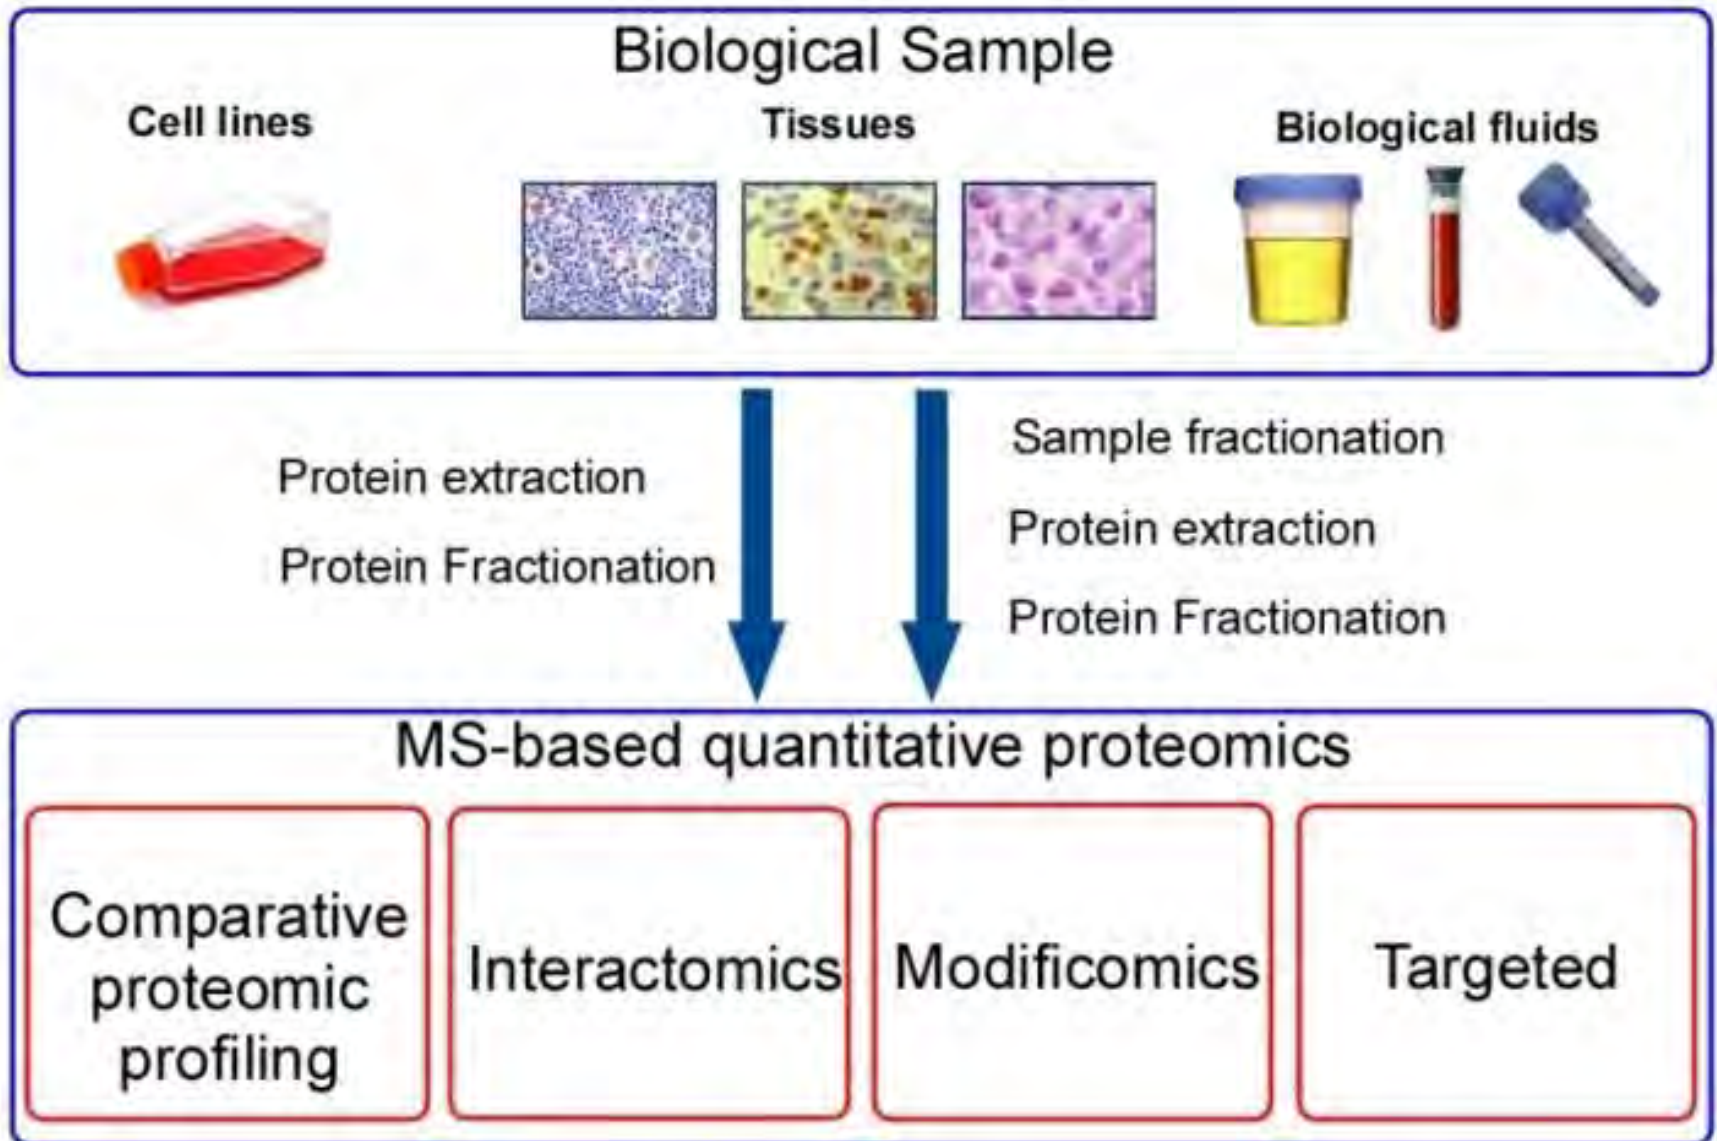 Biological Sample
Cell lines
Tissues
Biological fluids
Protein extraction
Protein Fractionation
Sample fractionation
Protein extraction
Protein Fractionation
MS-based quantitative proteomics
Comparative
proteomic
profiling
Interactomics
Modificomics
Targeted